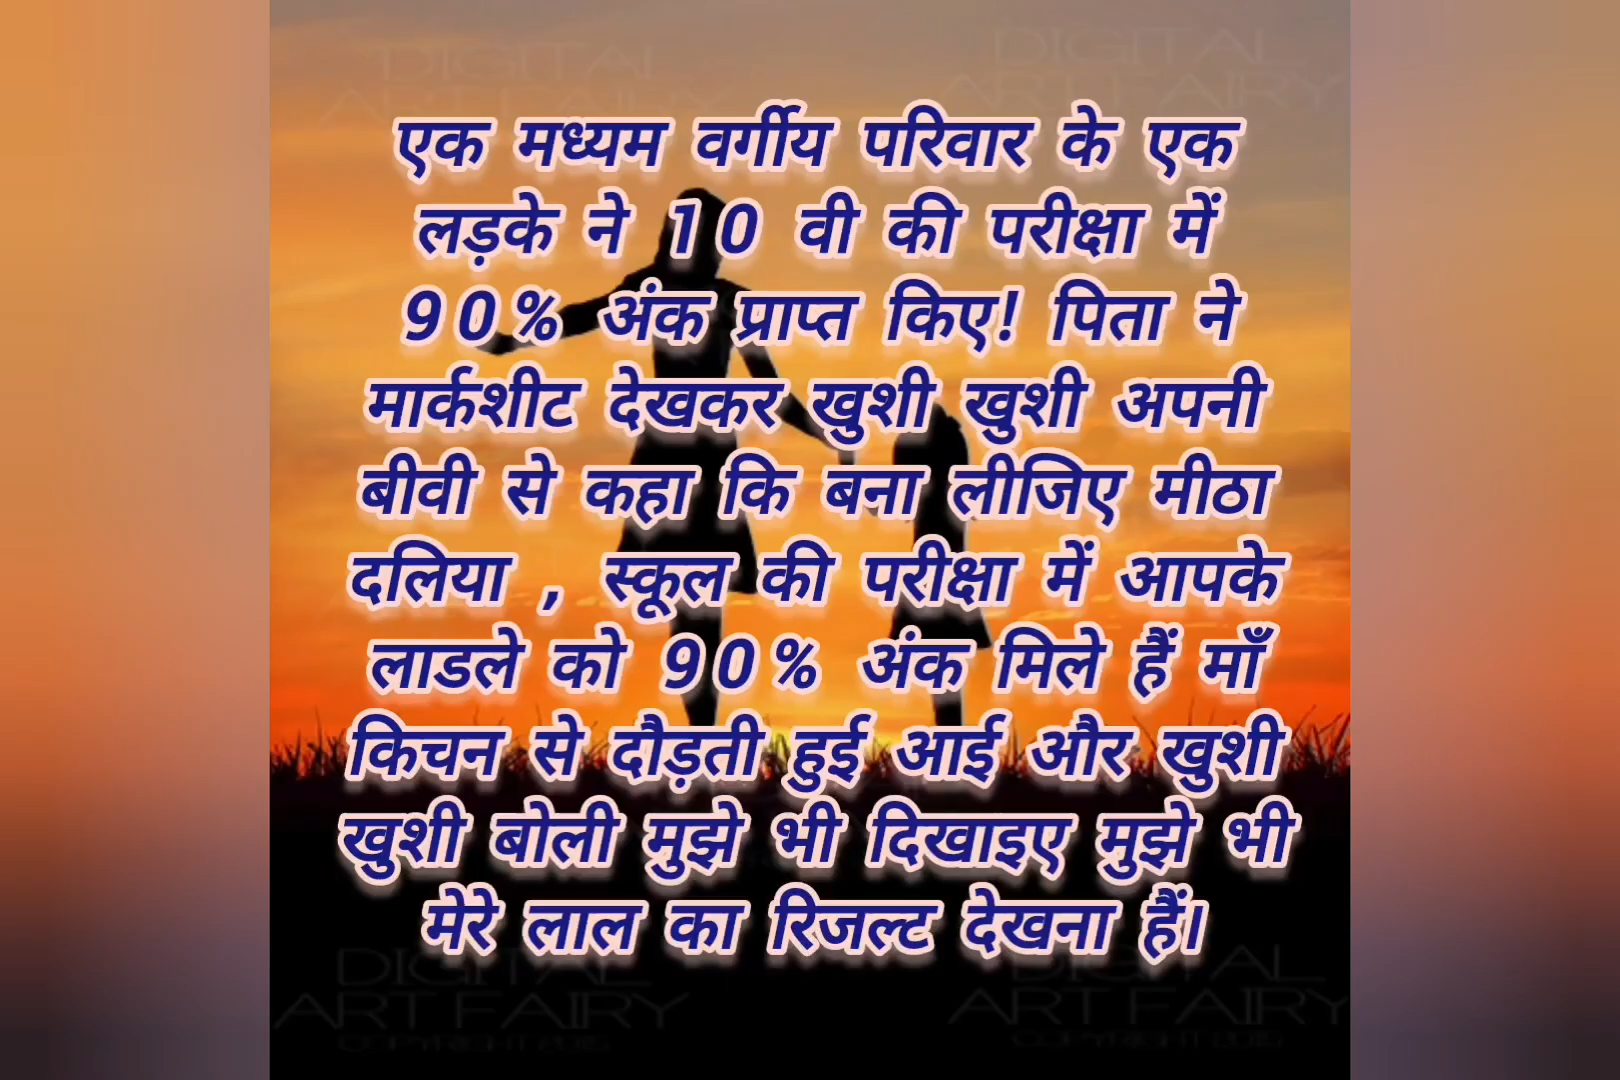 DIGITAL DIGITAL
ART FAIRY ART FAIRY
एक मध्यम वर्गीय परिवार के एक
लड़के ने 10 वी की परीक्षा में
90% अंक प्राप्त किए! पिता ने
मार्कशीट देखकर खुशी खुशी अपनी
बीवी से कहा कि बना लीजिए मीठा
दलिया , स्कूल की परीक्षा में आपके
लाडले को 90% अंक मिले हैं माँ
किचन से दौड़ती हुई आई और खुशी
खुशी बोली मुझे भी दिखाइए मुझे भी
मेरे लाल का रिजल्ट देखना हैं।
DIGITAL DIGITAL
ART FAIRY ART FAIRY
COPYRIGHT COPYRIGHT